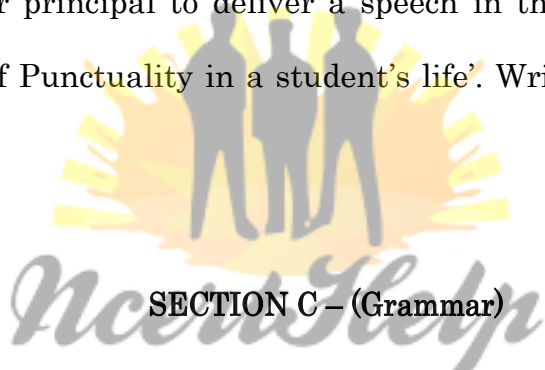 r principal to deliver a speech in th
f Punctuality in a student's life'. Wri
SECTION C – (Grammar)
NcertHelp